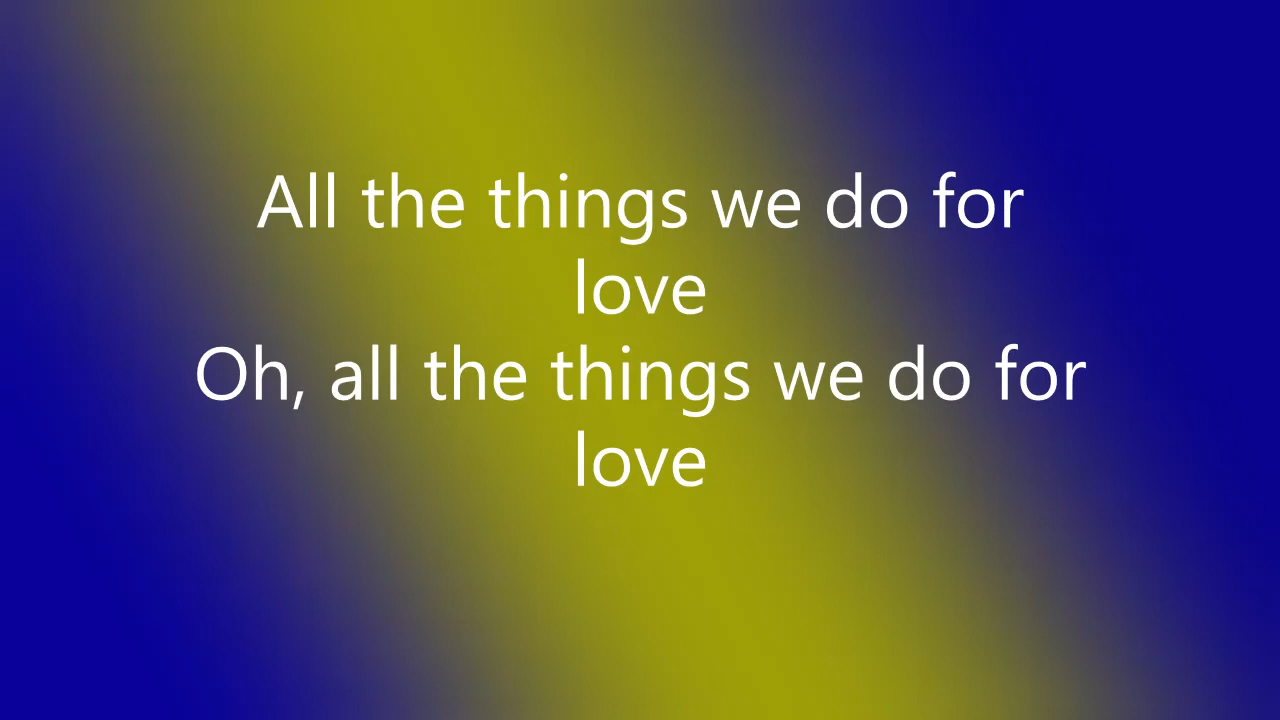 All the things we do for
love
Oh, all the things we do for
love